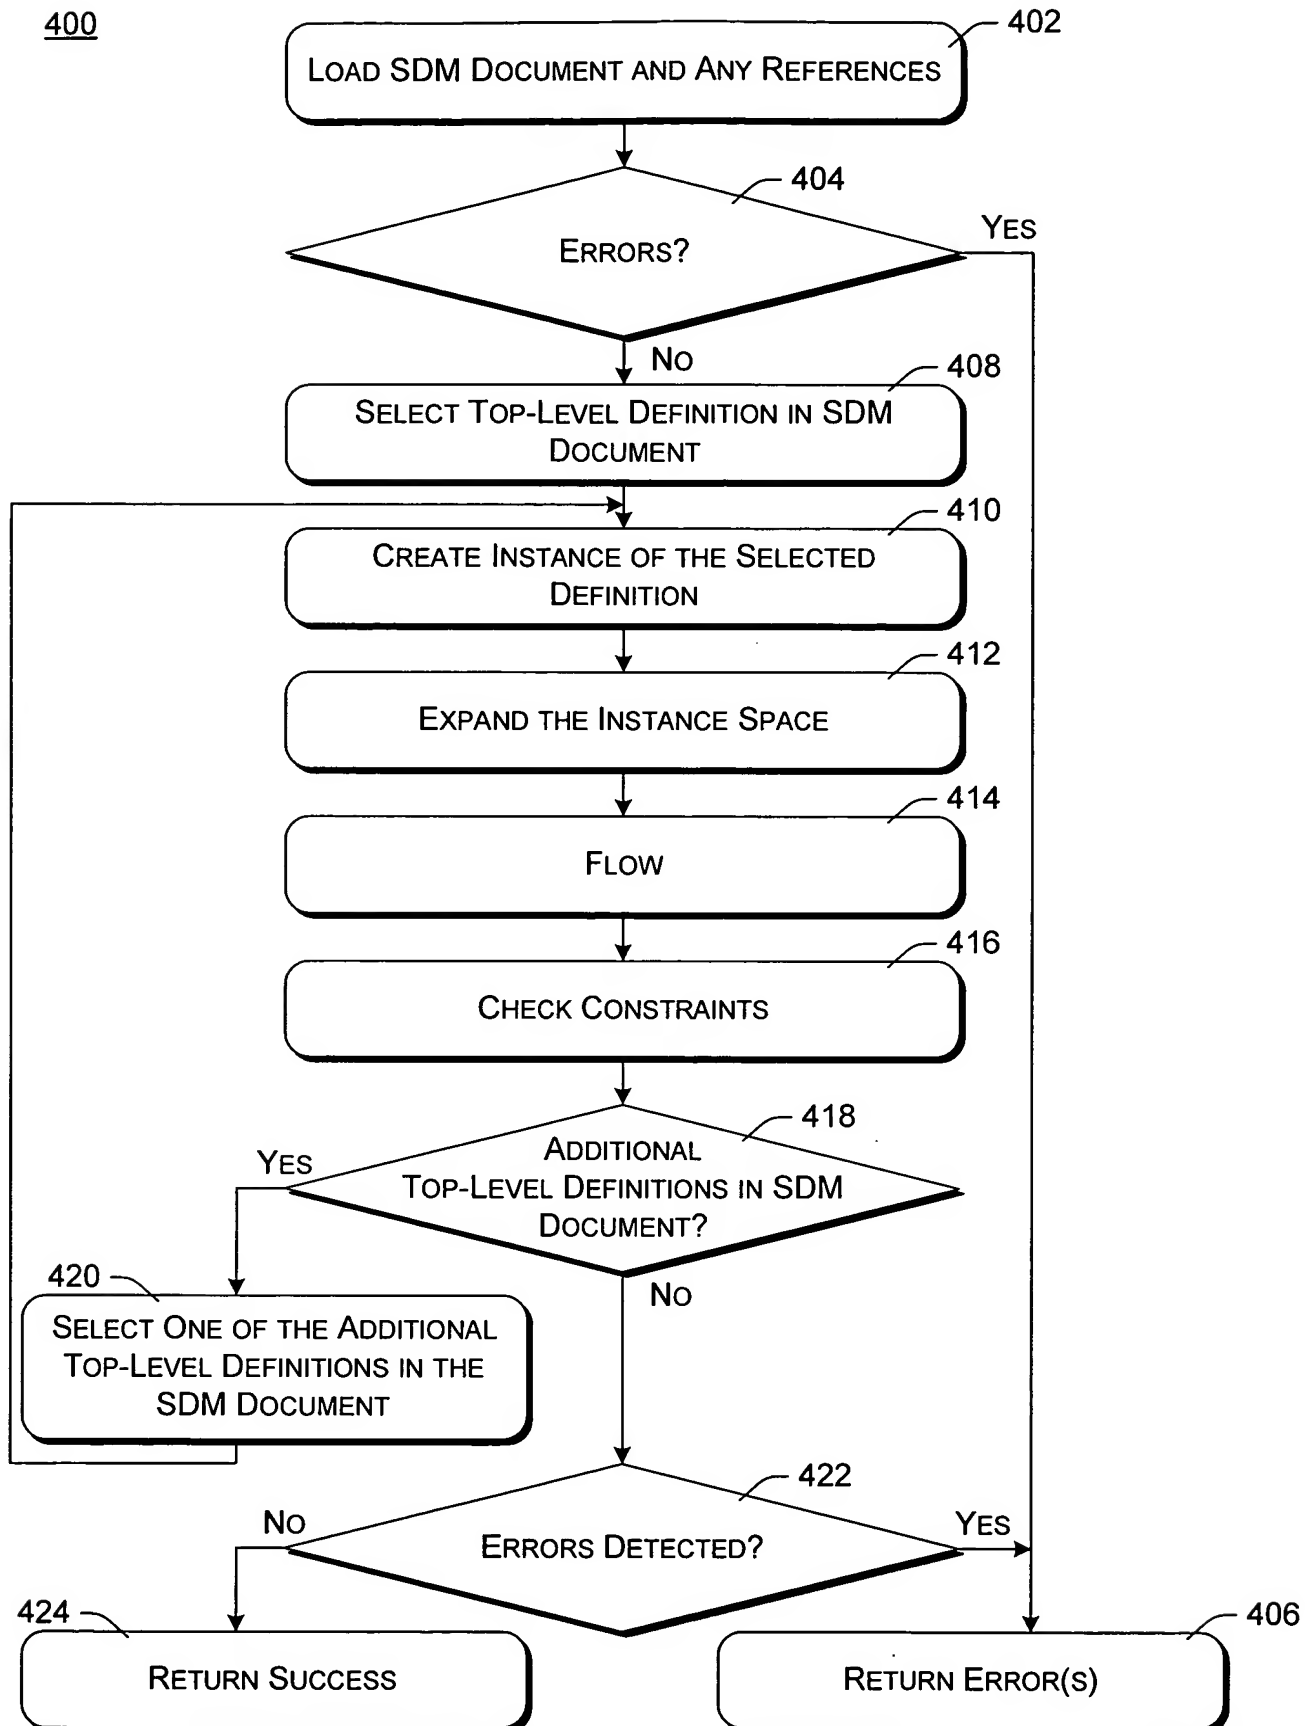 400
402
LOAD SDM DOCUMENT AND ANY REFERENCES
404
ERRORS?
YES
NO
408
SELECT TOP-LEVEL DEFINITION IN SDM
DOCUMENT
410
CREATE INSTANCE OF THE SELECTED
DEFINITION
412
EXPAND THE INSTANCE SPACE
414
FLOW
416
CHECK CONSTRAINTS
418
ADDITIONAL
TOP-LEVEL DEFINITIONS IN SDM
DOCUMENT?
YES
NO
420
SELECT ONE OF THE ADDITIONAL
TOP-LEVEL DEFINITIONS IN THE
SDM DOCUMENT
422
ERRORS DETECTED?
NO
YES
424
RETURN SUCCESS
406
RETURN ERROR(S)